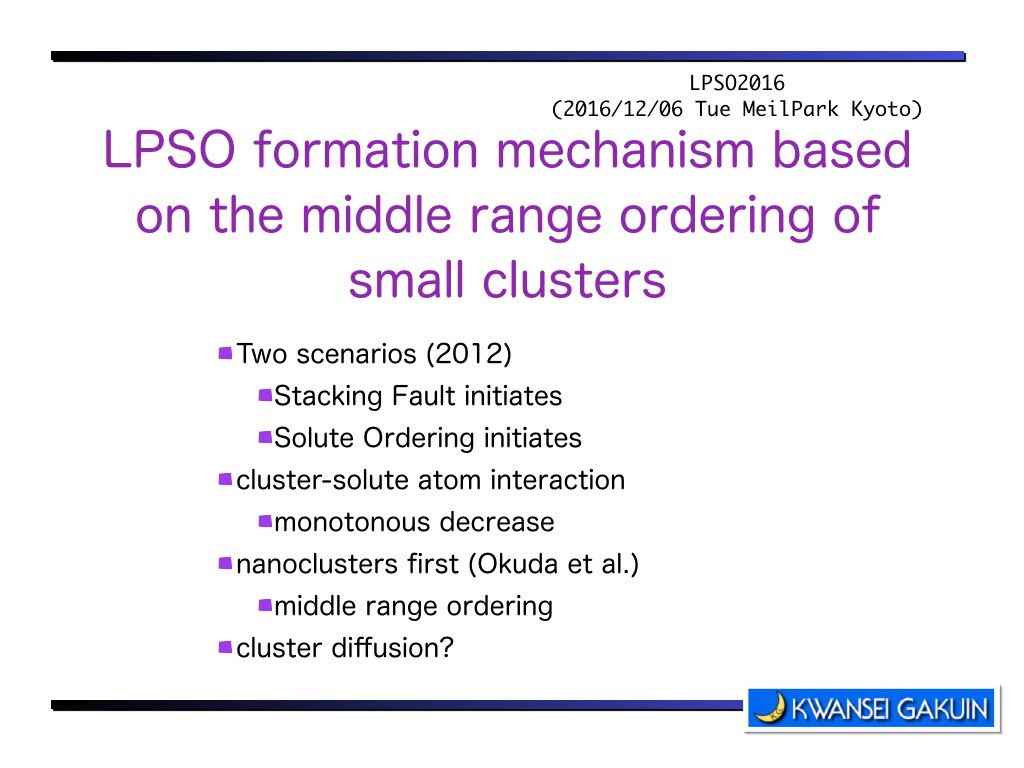 LPSO2016
(2016/12/06 Tue MeilPark Kyoto)
LPSO formation mechanism based
on the middle range ordering of
small clusters
Two scenarios (2012)
Stacking Fault initiates
Solute Ordering initiates
cluster-solute atom interaction
monotonous decrease
nanoclusters first (Okuda et al.)
middle range ordering
cluster diffusion?
KWANSEI GAKUIN